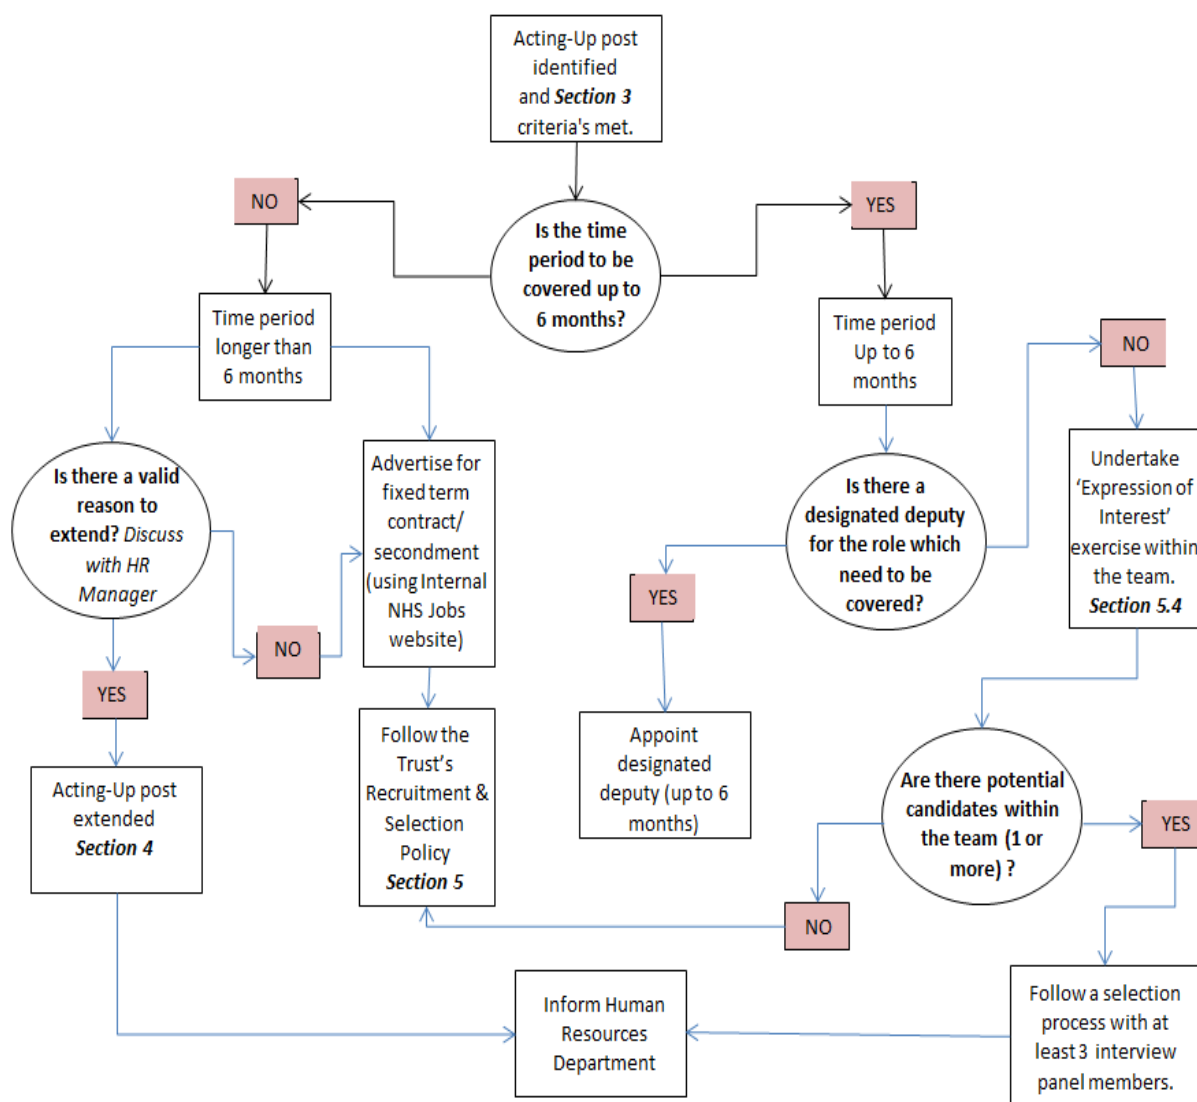 Acting-Up post
identified
and Section 3
criteria's met.
NO
YES
Is the time
period to be
covered up to
6 months?
Time period
longer than
6 months
Time period
Up to 6
months
NO
Is there a valid
reason to
extend? Discuss
with HR
Manager
Advertise for
fixed term
contract/
secondment
(using Internal
NHS Jobs
website)
Is there a
designated deputy
for the role which
need to be
covered?
Undertake
‘Expression of
Interest’
exercise within
the team.
Section 5.4
YES
NO
YES
Acting-Up post
extended
Section 4
Follow the
Trust’s
Recruitment &
Selection
Policy
Section 5
Appoint
designated
deputy (up to 6
months)
Are there potential
candidates within
the team (1 or
more) ?
YES
NO
Inform Human
Resources
Department
Follow a selection
process with at
least 3 interview
panel members.